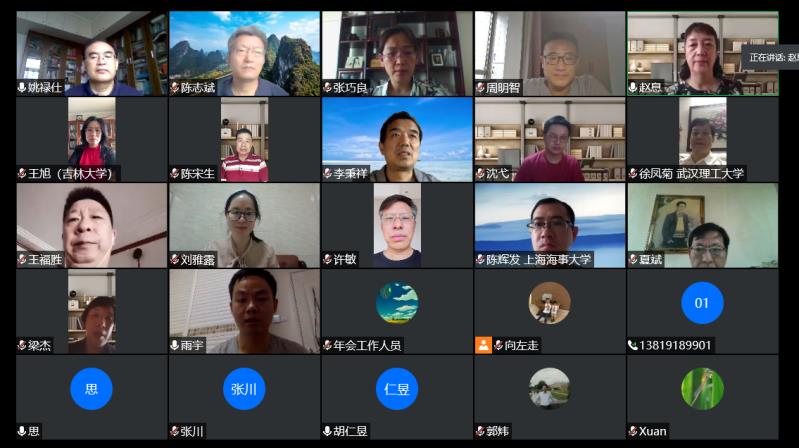 姚禄仕
陈志斌
张巧良
周明智
正在讲话: 赵
赵息
王旭（吉林大学）
陈宋生
李秉祥
沈弋
徐凤菊 武汉理工大学
王福胜
刘雅露
许敏
陈辉发 上海海事大学
夏斌
01
梁杰
雨宇
年会工作人员
向左走
13819189901
思
张川
仁昱
思
张川
胡仁昱
郭炜
Xuan